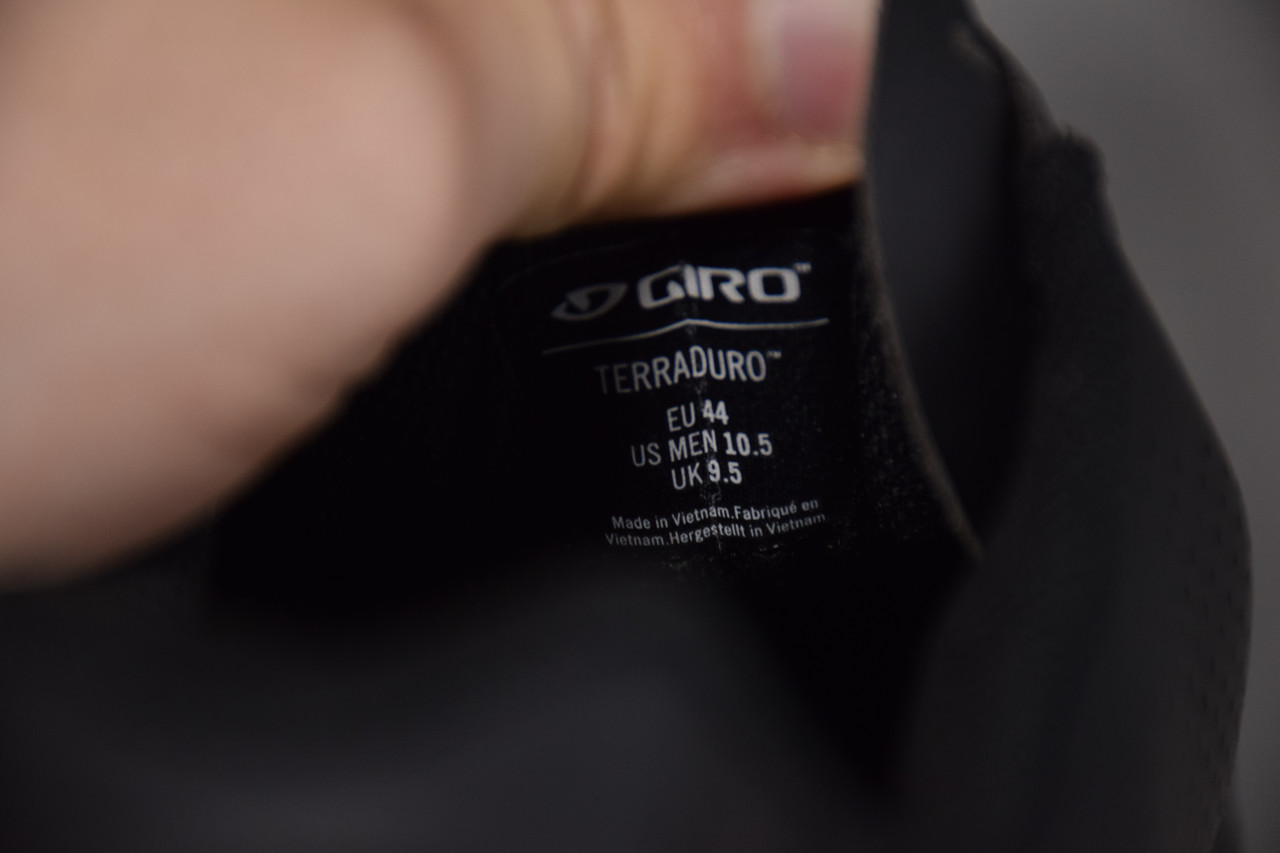 GIRO™
TERRADURO™
EU 44
US MEN 10.5
UK 9.5
Made in Vietnam.Fabriqué en
Vietnam.Hergestellt in Vietnam